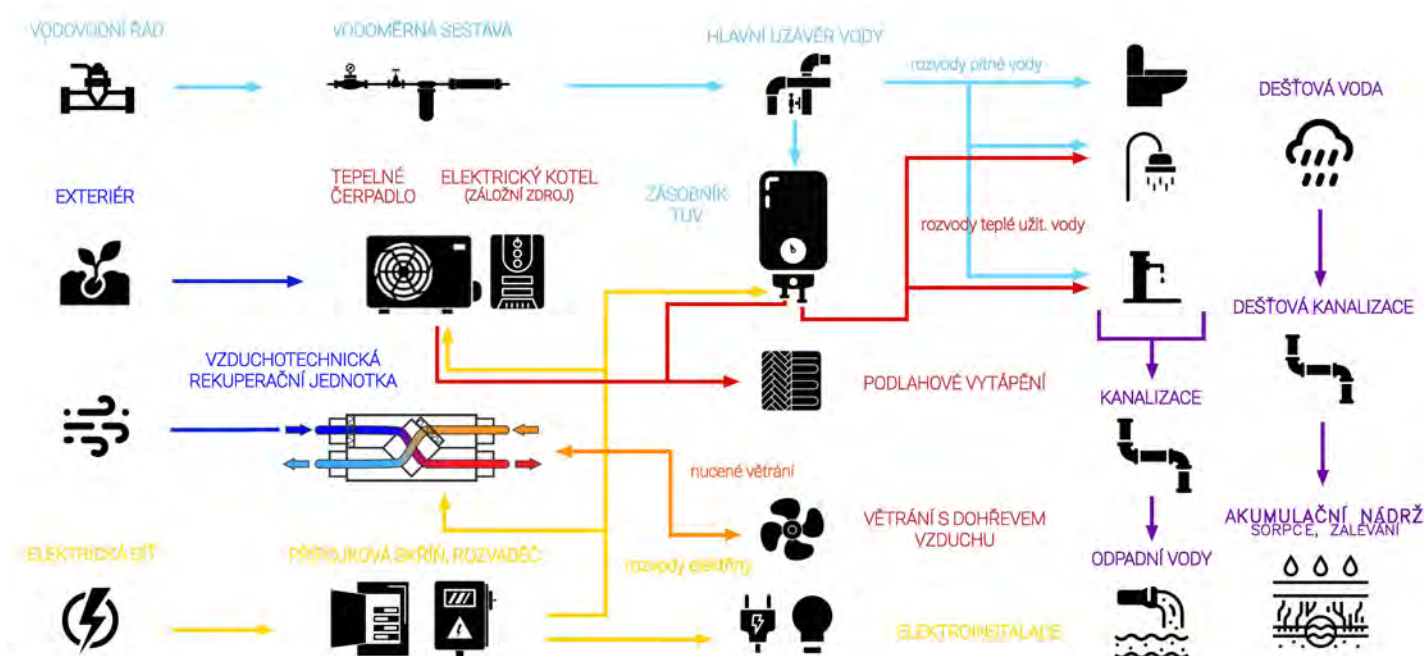 VODOVODNÍ ŘÁD
VODOMĚRNÁ SESTAVA
HLAVNÍ UZÁVĚR VODY
rozvody pitné vody
DEŠŤOVÁ VODA
EXTERIÉR
TEPELNÉ
ČERPADLO
ELEKTRICKÝ KOTEL
(ZÁLOŽNÍ ZDROJ)
ZÁSOBNÍK
TUV
rozvody teplé užit. vody
DEŠŤOVÁ KANALIZACE
VZDUCHOTECHNICKÁ
REKUPERAČNÍ JEDNOTKA
PODLAHOVÉ VYTÁPĚNÍ
KANALIZACE
nucené větrání
VĚTRÁNÍ S DOHŘEVEM
VZDUCHU
AKUMULAČNÍ NÁDRŽ
SORPCE, ZALÉVÁNÍ
ELEKTRICKÁ SÍŤ
PŘÍPOJKOVÁ SKŘÍŇ, ROZVADĚČ
rozvody elektřiny
ODPADNÍ VODY
ELEKTROINSTALACE